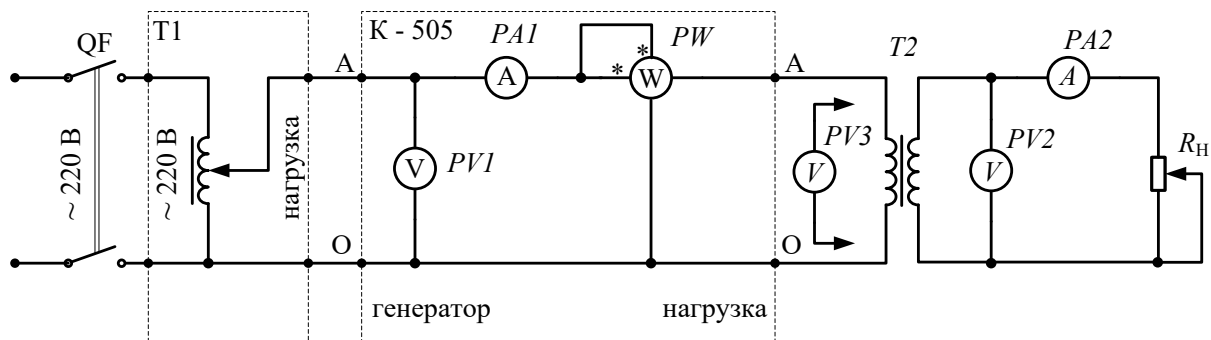 QF
~ 220 В
T1
~ 220 В
нагрузка
A
O
К - 505
PA1
A
PV1
V
*
*
PW
W
генератор
нагрузка
A
O
PV3
V
T2
PV2
V
PA2
A
RН